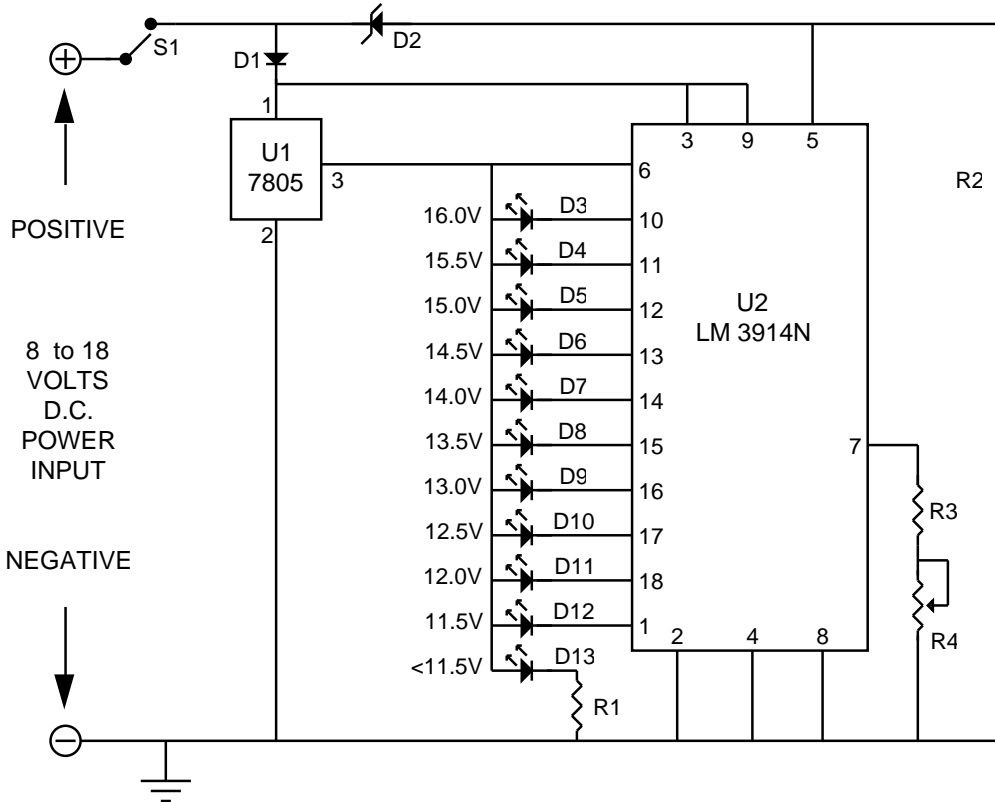 S1
D1
D2
1
U1
7805
3
2
3
9
5
6
R2
POSITIVE
16.0V
D3
10
15.5V
D4
11
15.0V
D5
12
U2
LM 3914N
14.5V
D6
13
14.0V
D7
14
13.5V
D8
15
7
13.0V
D9
16
12.5V
D10
17
12.0V
D11
18
11.5V
D12
1
<11.5V
D13
2
4
8
R1
R3
R4
8 to 18
VOLTS
D.C.
POWER
INPUT
NEGATIVE